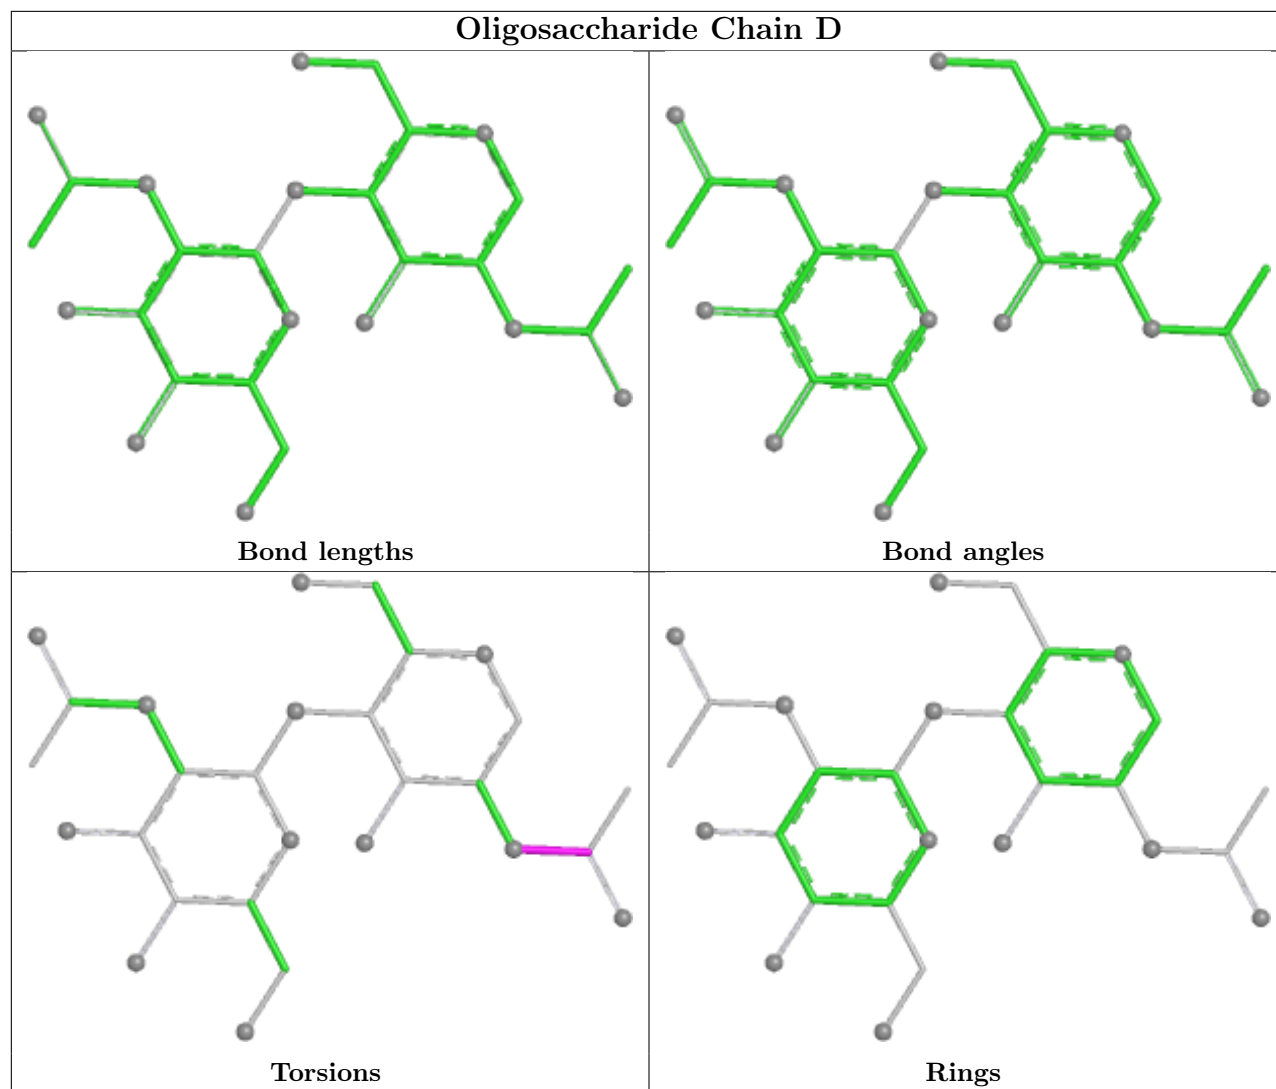 Oligosaccharide Chain D
Bond lengths
Bond angles
Torsions
Rings